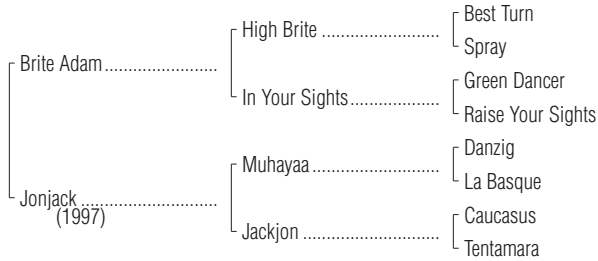 Best Turn
High Brite
Spray
Brite Adam
Green Dancer
In Your Sights
Raise Your Sights
Danzig
Muhayaa
La Basque
Jonjack
(1997)
Caucasus
Jackjon
Tentamara